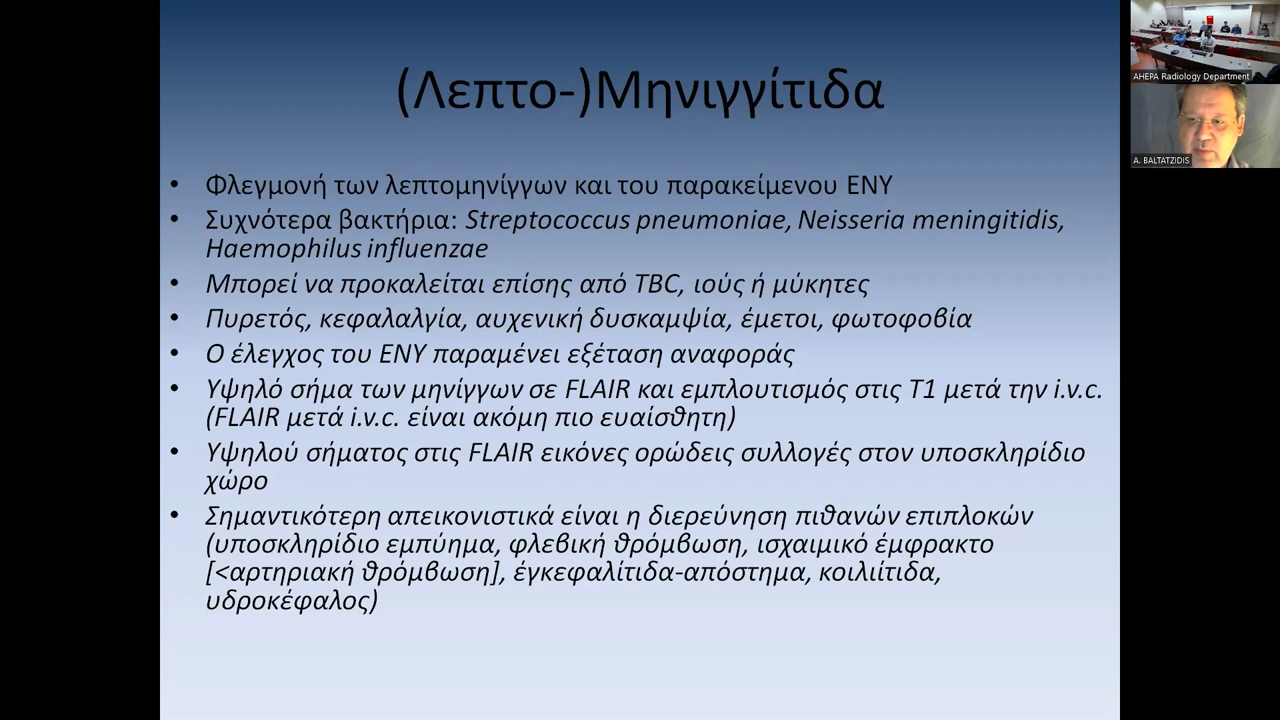 (Λεπτο-)Μηνιγγίτιδα
• Φλεγμονή των λεπτομηνίγγων και του παρακείμενου ΕΝΥ
• Συχνότερα βακτήρια: Streptococcus pneumoniae, Neisseria meningitidis,
Haemophilus influenzae
• Μπορεί να προκαλείται επίσης από TBC, ιούς ή μύκητες
• Πυρετός, κεφαλαλγία, αυχενική δυσκαμψία, έμετοι, φωτοφοβία
• Ο έλεγχος του ΕΝΥ παραμένει εξέταση αναφοράς
• Υψηλό σήμα των μηνίγγων σε FLAIR και εμπλουτισμός στις Τ1 μετά την i.v.c.
(FLAIR μετά i.v.c. είναι ακόμη πιο ευαίσθητη)
• Υψηλού σήματος στις FLAIR εικόνες ορώδεις συλλογές στον υποσκληρίδιο
χώρο
• Σημαντικότερη απεικονιστικά είναι η διερεύνηση πιθανών επιπλοκών
(υποσκληρίδιο εμπύημα, φλεβική θρόμβωση, ισχαιμικό έμφρακτο
[<αρτηριακή θρόμβωση], έγκεφαλίτιδα-απόστημα, κοιλιίτιδα,
υδροκέφαλος)
AHEPA Radiology Department
A. BALTATZIDIS